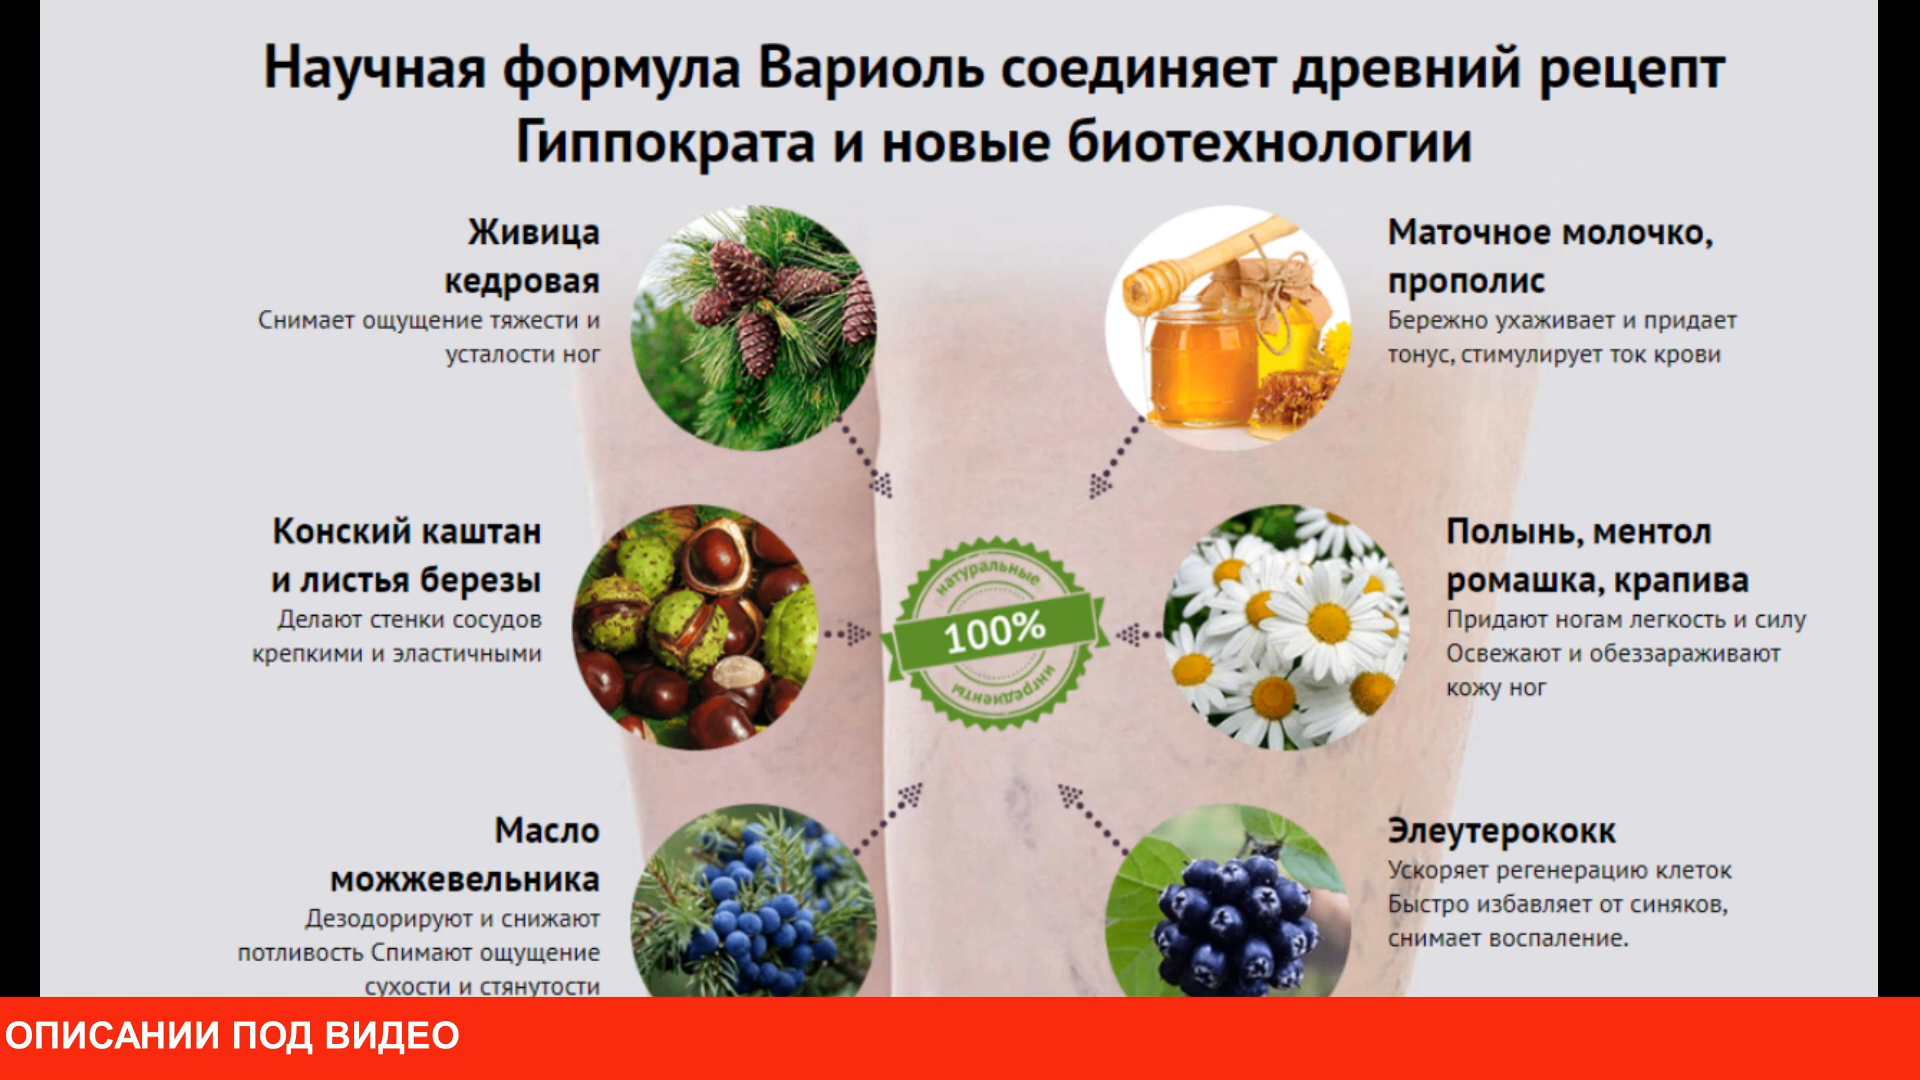 Научная формула Вариоль соединяет древний рецепт
Гиппократа и новые биотехнологии
Живица
кедровая
Снимает ощущение тяжести и
усталости ног
Маточное молочко,
прополис
Бережно ухаживает и придает
тонус, стимулирует ток крови
Конский каштан
и листья березы
Делают стенки сосудов
крепкими и эластичными
натуральные
100%
ингредиенты
Полынь, ментол
ромашка, крапива
Придают ногам легкость и силу
Освежают и обеззараживают
кожу ног
Масло
можжевельника
Дезодорируют и снижают
потливость Спимают ощущение
сухости и стянутости
Элеутерококк
Ускоряет регенерацию клеток
Быстро избавляет от синяков,
снимает воспаление.
ОПИСАНИИ ПОД ВИДЕО